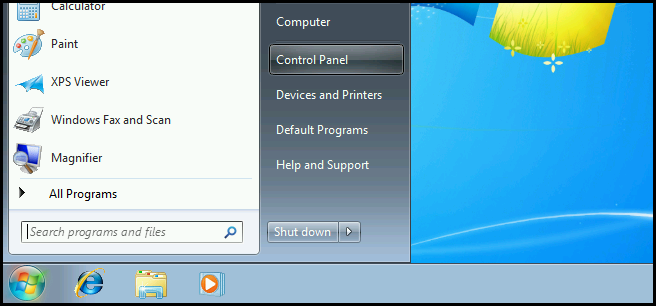 Calculator
Paint
XPS Viewer
Windows Fax and Scan
Magnifier
All Programs
Search programs and files
Computer
Control Panel
Devices and Printers
Default Programs
Help and Support
Shut down